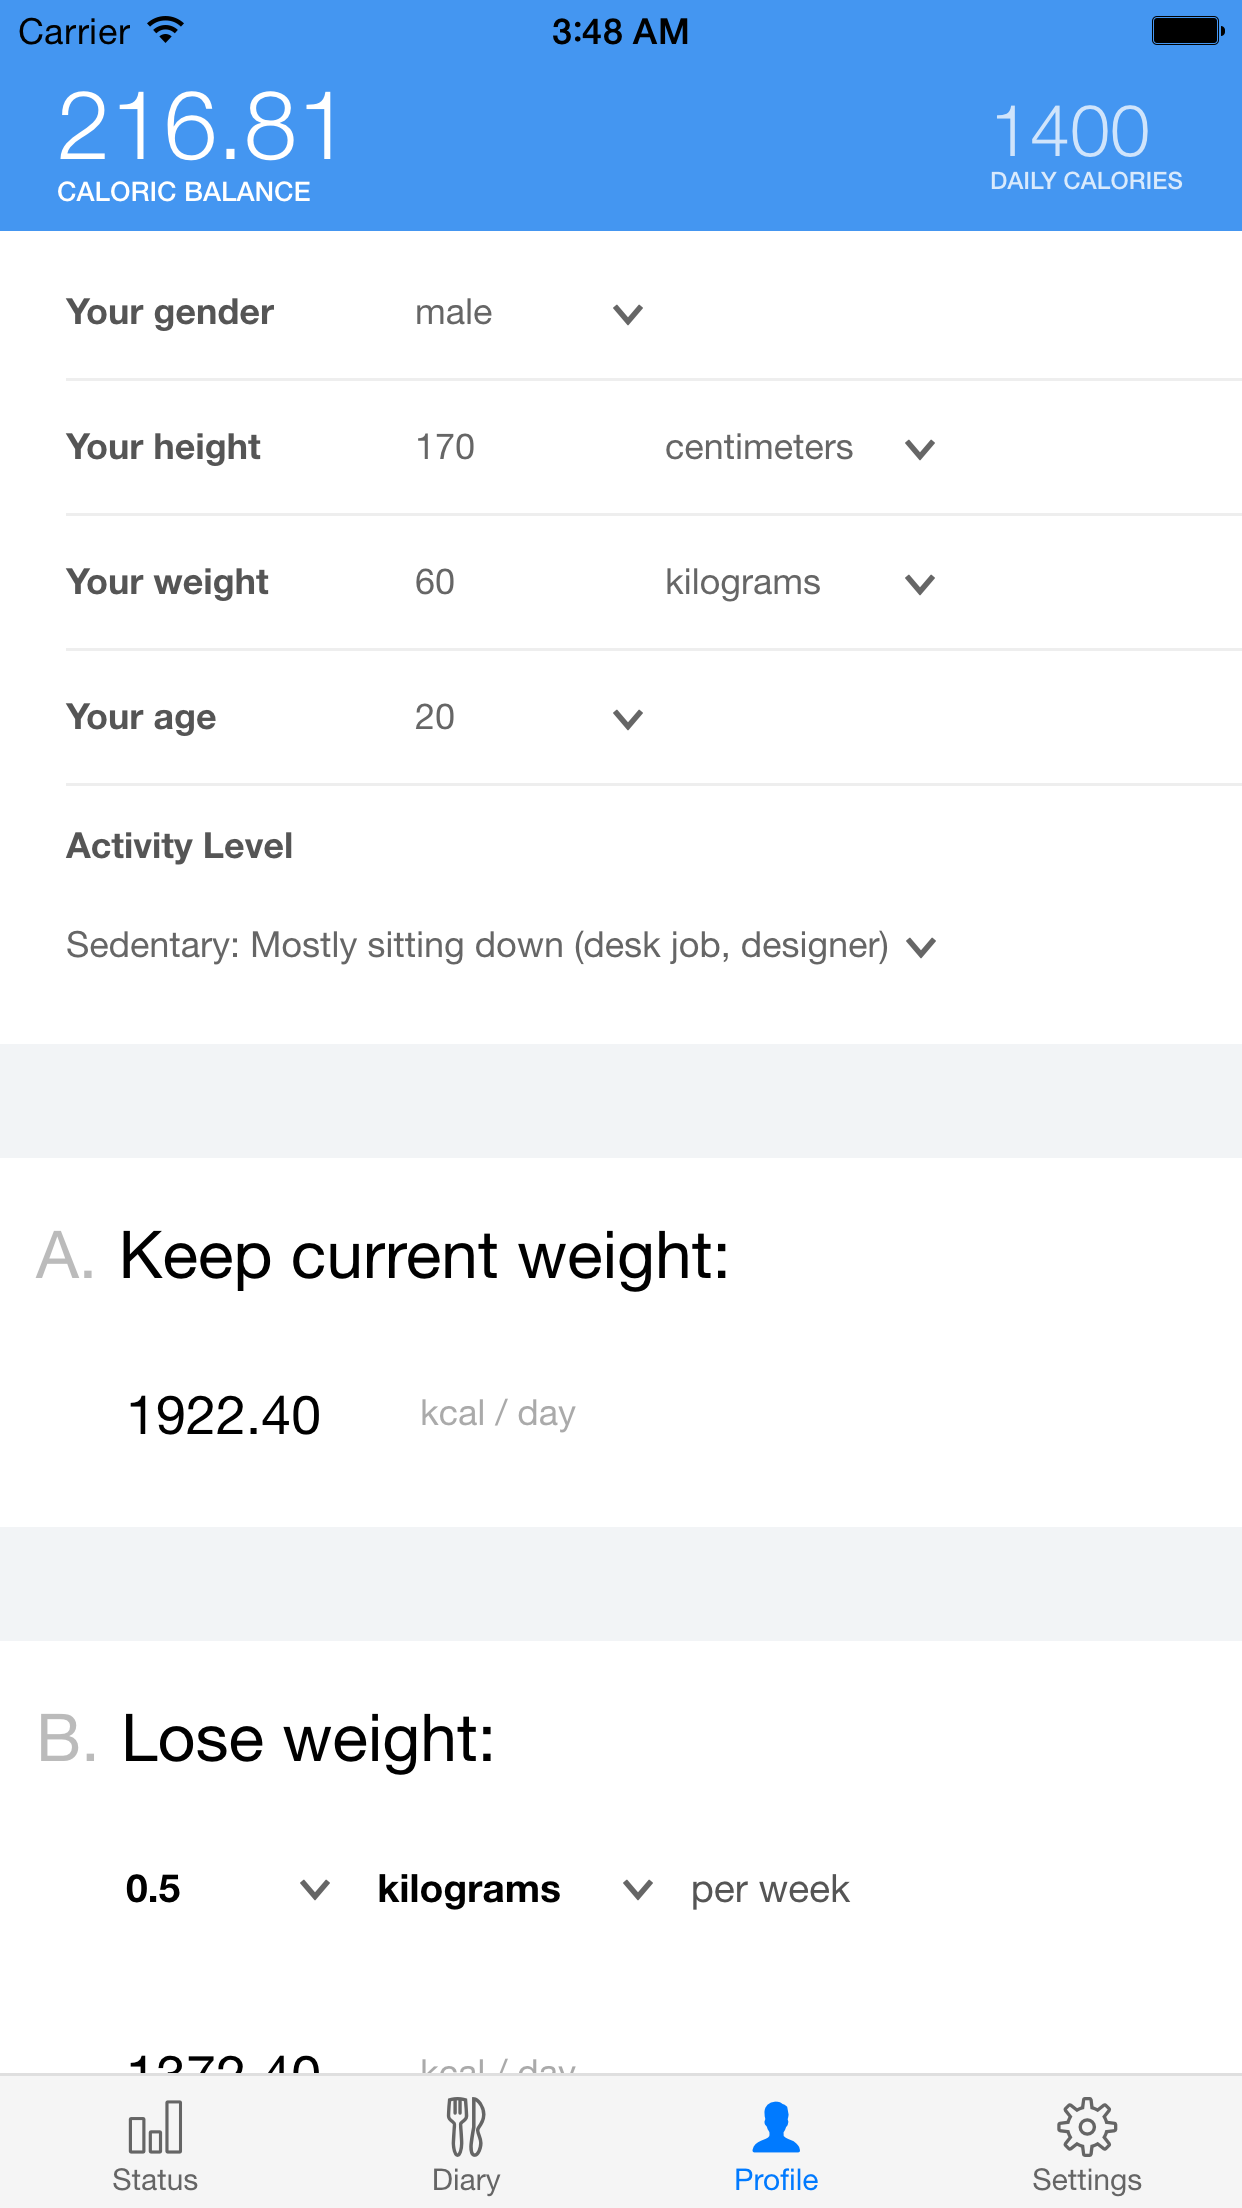 Carrier 3:48 AM
216.81 1400
CALORIC BALANCE DAILY CALORIES
Your gender male
Your height 170 centimeters
Your weight 60 kilograms
Your age 20
Activity Level
Sedentary: Mostly sitting down (desk job, designer)
A. Keep current weight:
1922.40 kcal / day
B. Lose weight:
0.5 kilograms per week
1372.40 kcal / day
Status Diary Profile Settings